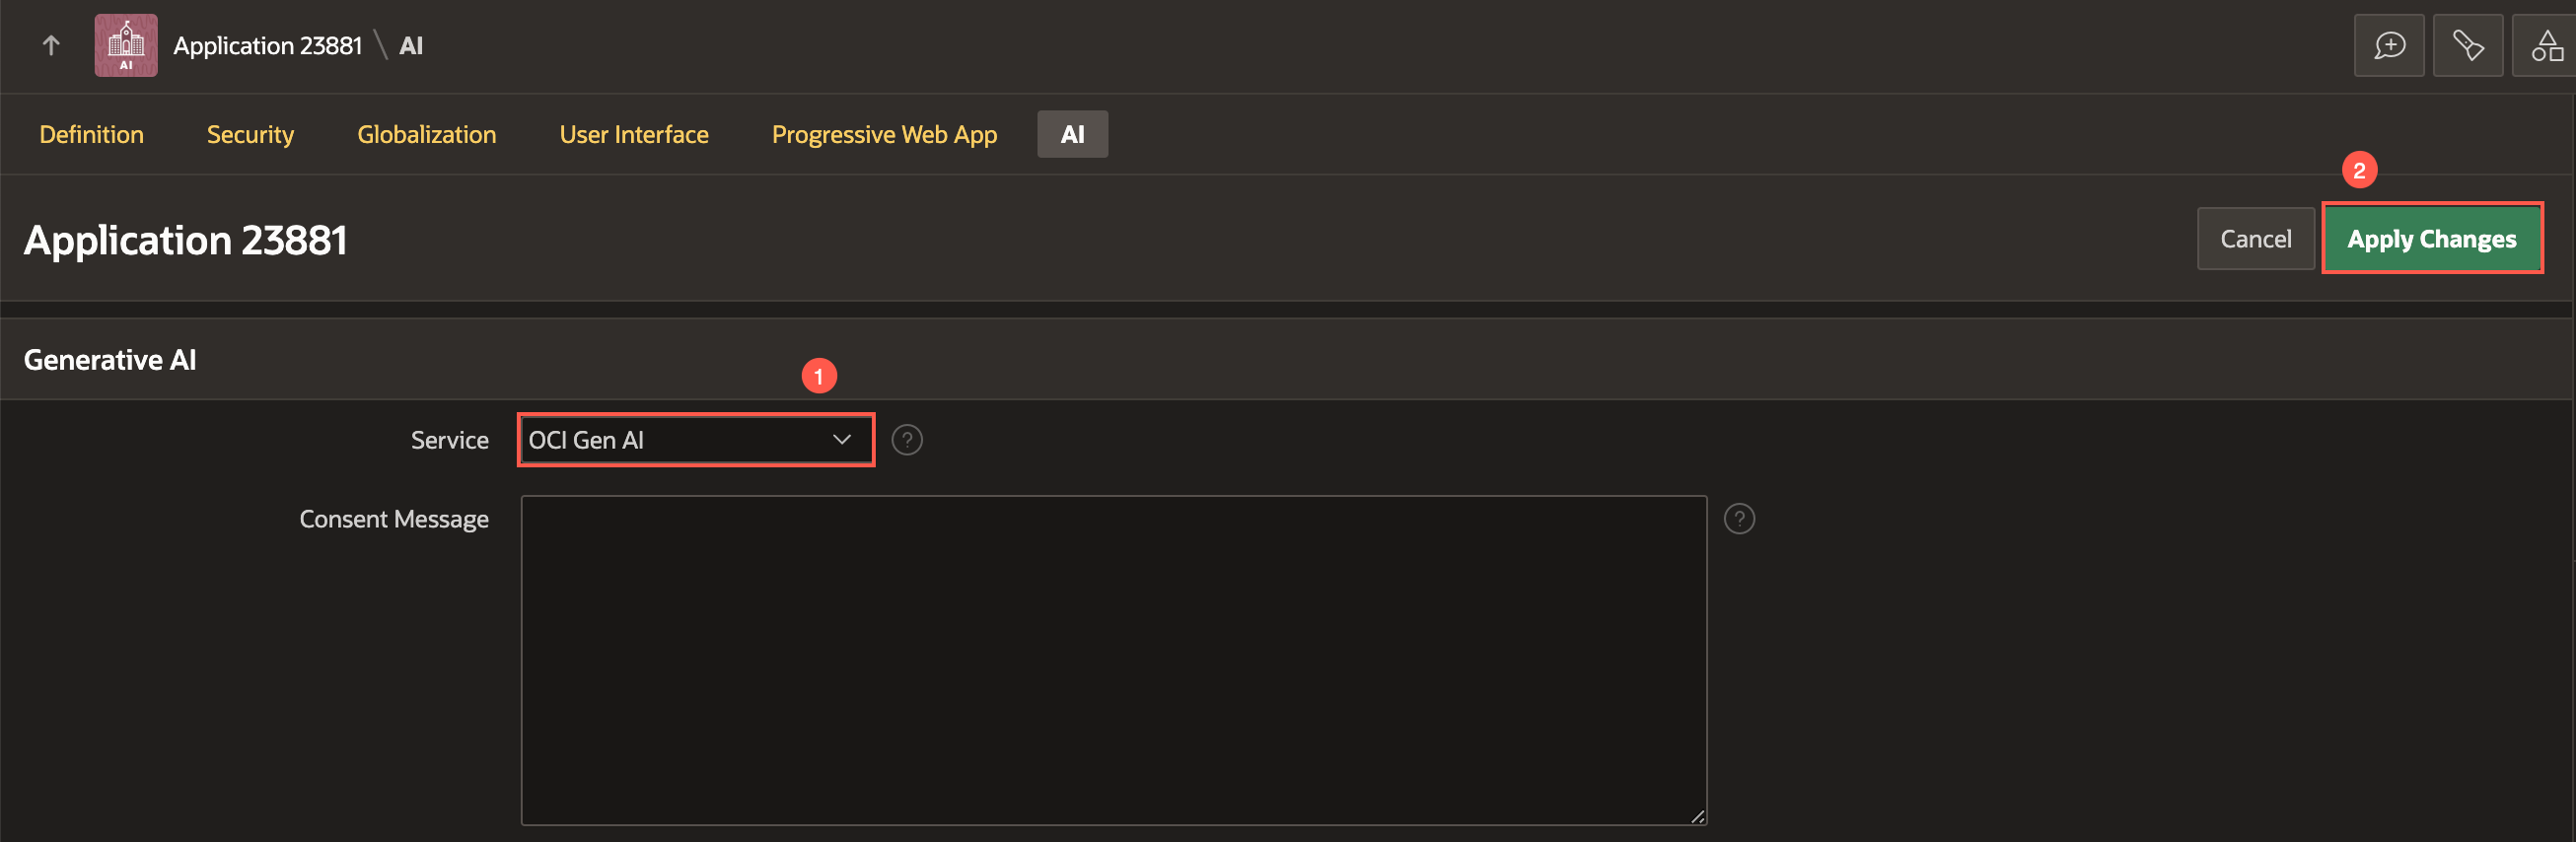 AI
Application 23881 \ AI
Definition Security Globalization User Interface Progressive Web App AI
2
Application 23881
Cancel Apply Changes
Generative AI
1
Service OCI Gen AI ?
Consent Message ?